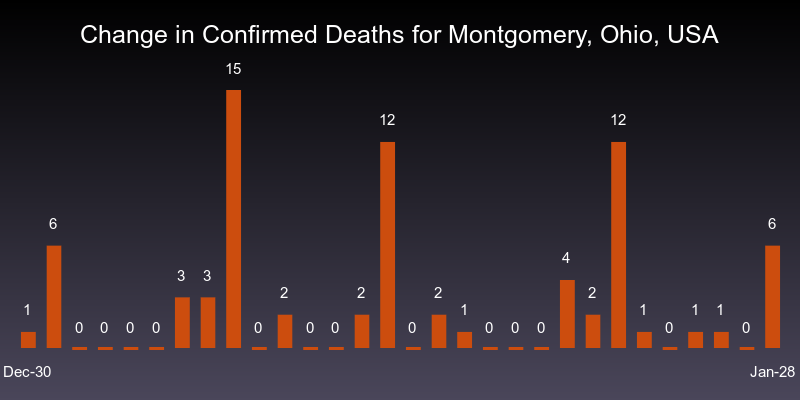 Change in Confirmed Deaths for Montgomery, Ohio, USA
1 6 0 0 0 0 3 3 15 0 2 0 0 2 12 0 2 1 0 0 0 4 2 12 1 0 1 1 0 6
Dec-30 Jan-28